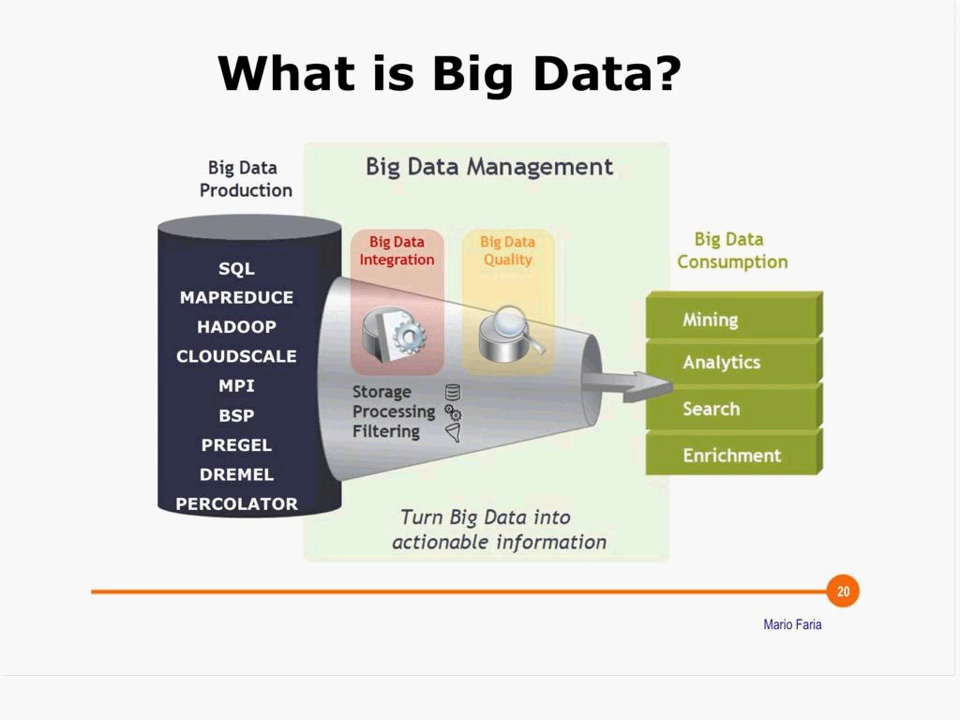 What is Big Data?
Big Data
Production
SQL
MAPREDUCE
HADOOP
CLOUDSCALE
MPI
BSP
PREGEL
DREMEL
PERCOLATOR
Big Data Management
Big Data
Integration
Big Data
Quality
Storage
Processing
Filtering
Turn Big Data into
actionable information
Big Data
Consumption
Mining
Analytics
Search
Enrichment
20
Mario Faria